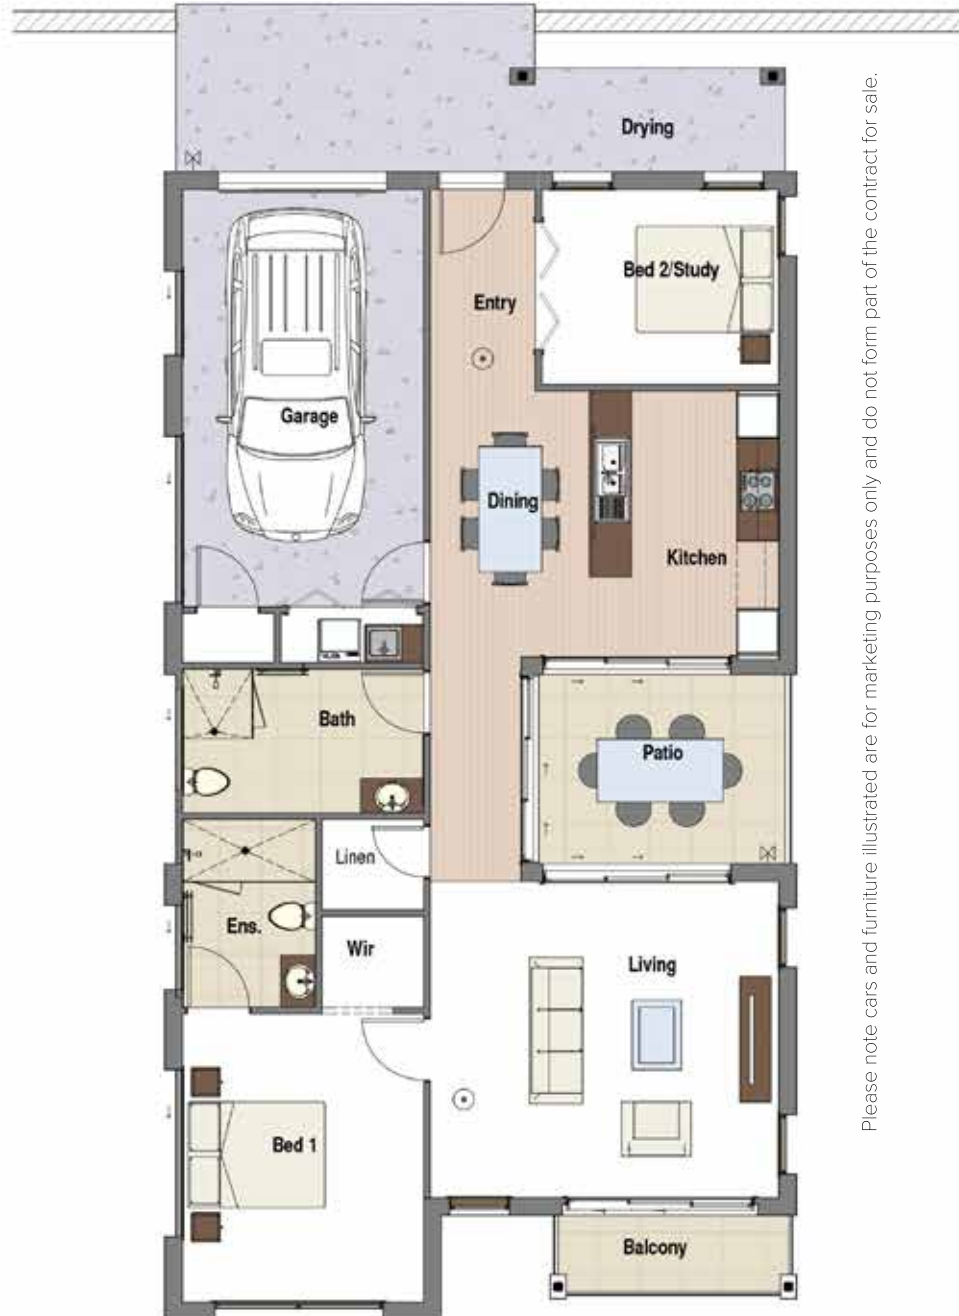 Drying
Bed 2/Study
Entry
Garage
Dining
Kitchen
Bath
Patio
Linen
Ens.
Wir
Living
Bed 1
Balcony
Please note cars and furniture illustrated are for marketing purposes only and do not form part of the contract for sale.